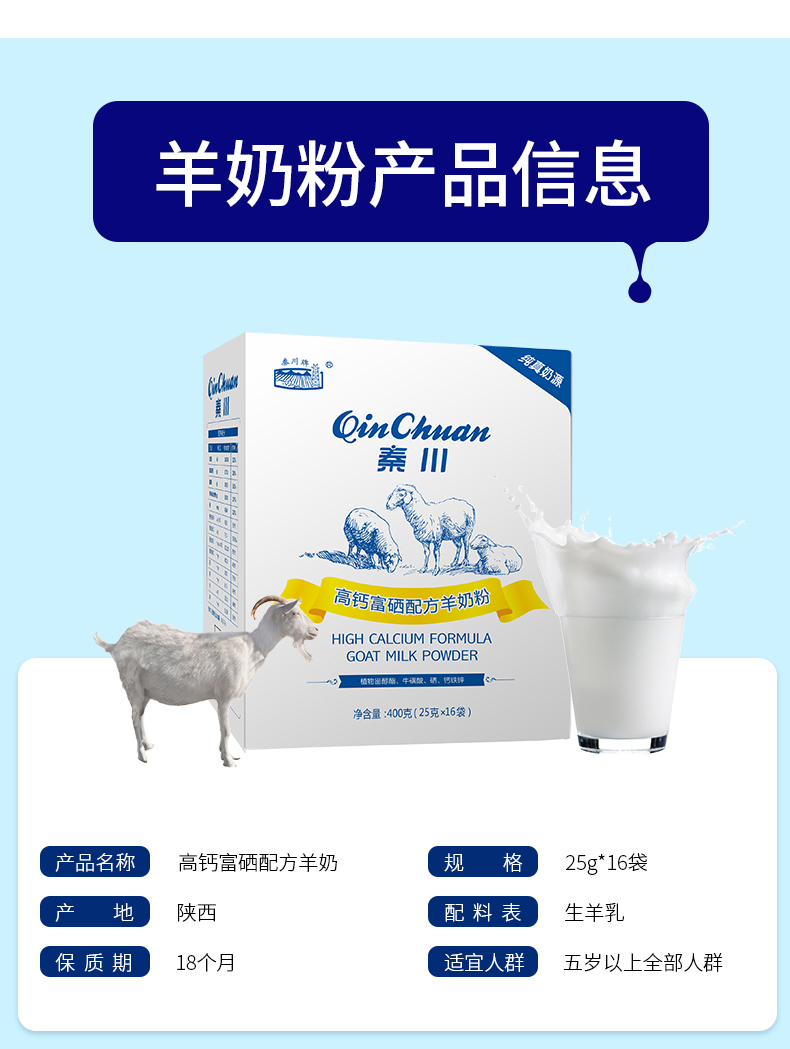 羊奶粉产品信息
秦川牌
®
纯真奶源
QinChuan
秦川
QinChuan
秦川
高钙富硒配方羊奶粉
HIGH CALCIUM FORMULA
GOAT MILK POWDER
植物甾醇酯、牛磺酸、硒、钙铁锌
净含量:400克(25克×16袋)
产品名称 高钙富硒配方羊奶
规 格 25g*16袋
产 地 陕西
配料表 生羊乳
保质期 18个月
适宜人群 五岁以上全部人群